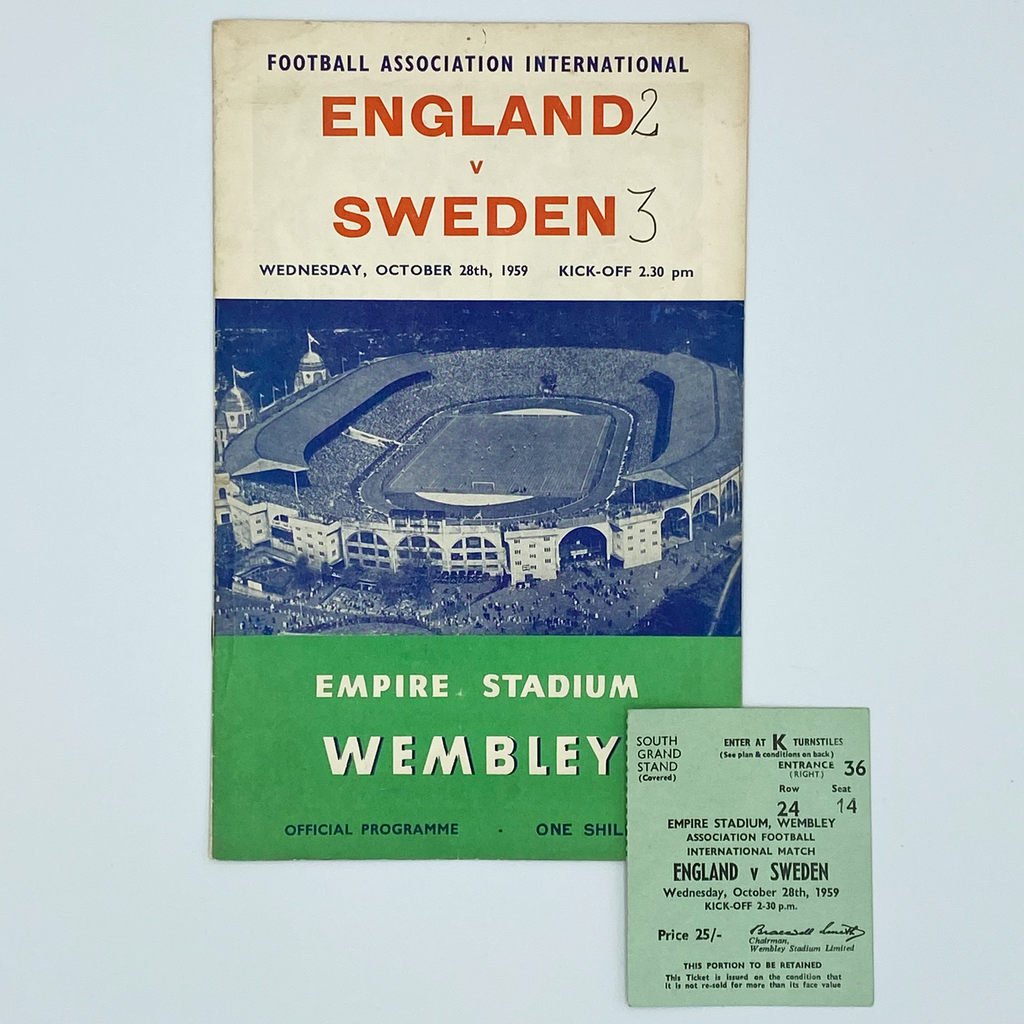 FOOTBALL ASSOCIATION INTERNATIONAL
ENGLAND 2
v
SWEDEN 3
WEDNESDAY, OCTOBER 28th, 1959 KICK-OFF 2.30 pm
EMPIRE STADIUM
WEMBLEY
OFFICIAL PROGRAMME · ONE SHIL
SOUTH
GRAND
STAND
(Covered)
ENTER AT K TURNSTILES
(See plan & conditions on back)
ENTRANCE 36
(RIGHT)
Row Seat
24 14
EMPIRE STADIUM, WEMBLEY
ASSOCIATION FOOTBALL
INTERNATIONAL MATCH
ENGLAND v SWEDEN
Wednesday, October 28th, 1959
KICK-OFF 2-30 p.m.
Price 25/-
Bracewell Smith
Chairman,
Wembley Stadium Limited
THIS PORTION TO BE RETAINED
This Ticket is issued on the condition that
it is not re-sold for more than its face value